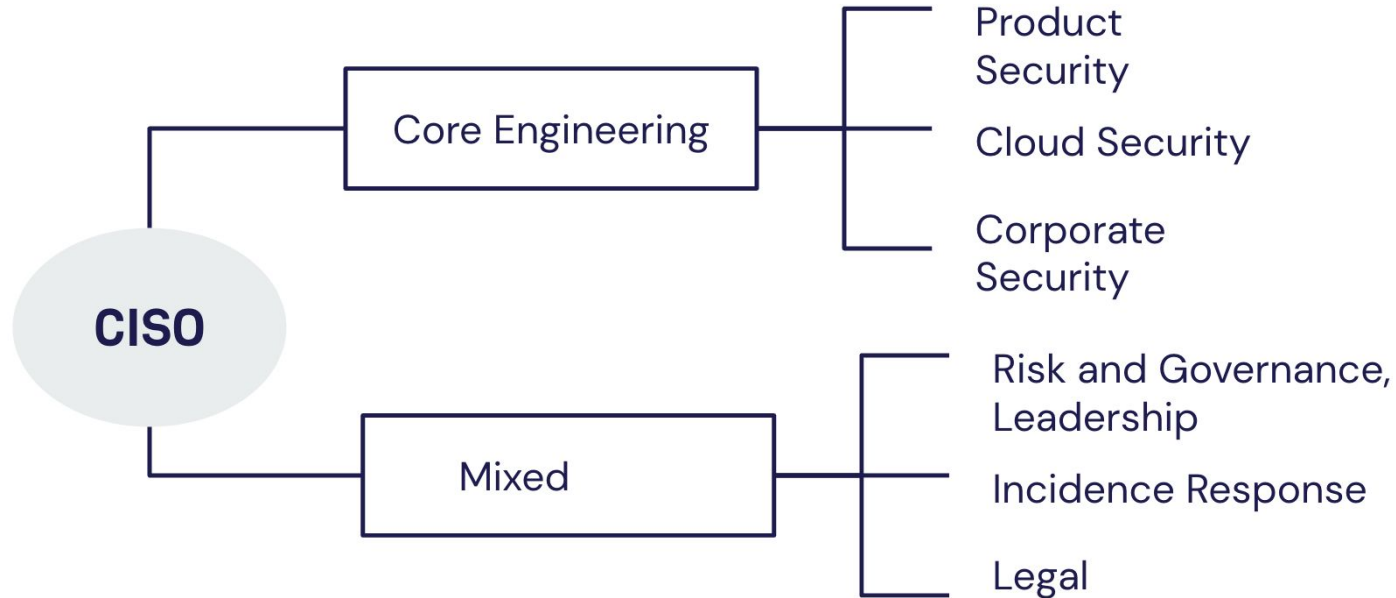 Product
Security
Core Engineering
Cloud Security
Corporate
Security
CISO
Risk and Governance,
Leadership
Mixed
Incidence Response
Legal